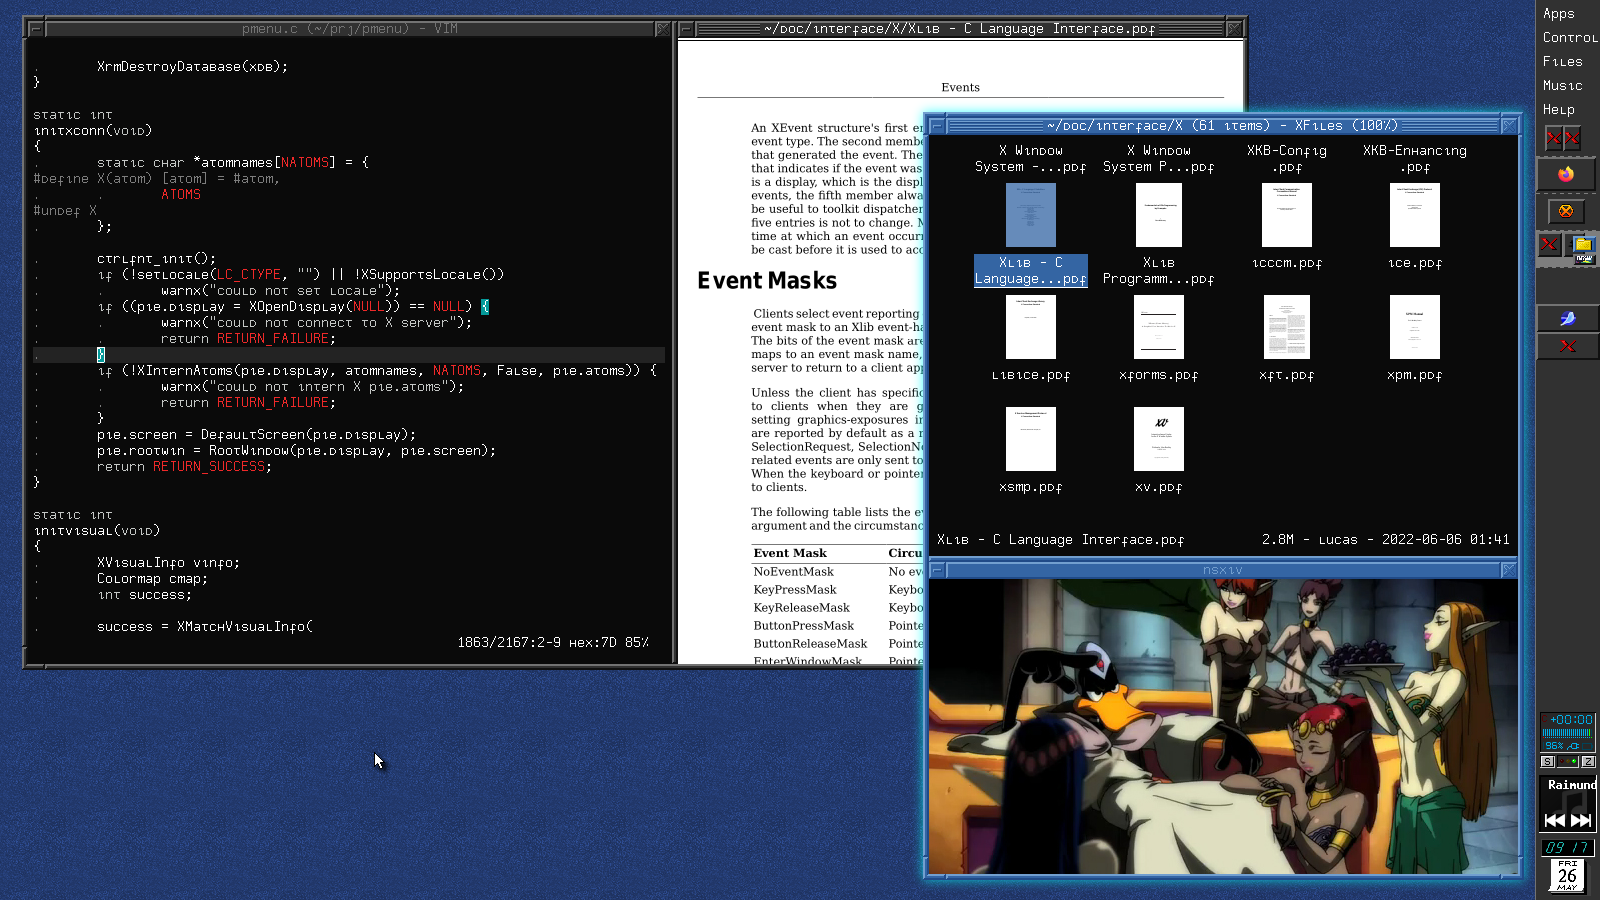 pmenu.c (~/prj/pmenu) - VIM
XrmDestroyDatabase(xdb);
}
static int
initxconn(void)
{
static char *atomnames[NATOMS] = {
#define X(atom) [atom] = #atom,
ATOMS
#undef X
};
ctrlfnt_init();
if (!setlocale(LC_CTYPE, "") || !XSupportsLocale())
warnx("could not set locale");
if ((pie.display = XOpenDisplay(NULL)) == NULL) {
warnx("could not connect to X server");
return RETURN_FAILURE;
}
if (!XInternAtoms(pie.display, atomnames, NATOMS, False, pie.atoms)) {
warnx("could not intern X pie.atoms");
return RETURN_FAILURE;
}
pie.screen = DefaultScreen(pie.display);
pie.rootwin = RootWindow(pie.display, pie.screen);
return RETURN_SUCCESS;
}
static int
initvisual(void)
{
XVisualInfo vinfo;
Colormap cmap;
int success;
success = XMatchVisualInfo(
1863/2167:2-9 hex:7D 85%
~/doc/interface/X/Xlib - C Language Interface.pdf
Events
An XEvent structure's first en
event type. The second membe
that generated the event. The
that indicates if the event was
is a display, which is the displ
events, the fifth member alwa
be useful to toolkit dispatcher
five entries is not to change. M
time at which an event occurr
be cast before it is used to acc
Event Masks
Clients select event reporting
event mask to an Xlib event-ha
The bits of the event mask are
maps to an event mask name,
server to return to a client app
Unless the client has specific
to clients when they are g
setting graphics-exposures in
are reported by default as a r
SelectionRequest, SelectionNo
related events are only sent to
When the keyboard or pointer
to clients.
The following table lists the ev
argument and the circumstanc
Event Mask Circu
NoEventMask No eve
KeyPressMask Keybo
KeyReleaseMask Keybo
ButtonPressMask Pointe
ButtonReleaseMask Pointe
EnterWindowMask Pointe
~/doc/interface/X (61 items) - XFiles (100%)
X Window System -...pdf
X Window System P...pdf
XKB-Config.pdf
XKB-Enhancing.pdf
Xlib - C Language...pdf
Xlib Programm...pdf
icccm.pdf
ice.pdf
libice.pdf
xforms.pdf
xft.pdf
xpm.pdf
xsmp.pdf
xv.pdf
Xlib - C Language Interface.pdf 2.8M - lucas - 2022-06-06 01:41
nsxiv
Apps
Control
Files
Music
Help
+00:00
96%
S Z
Raimund
09 17
FRI
26
MAY